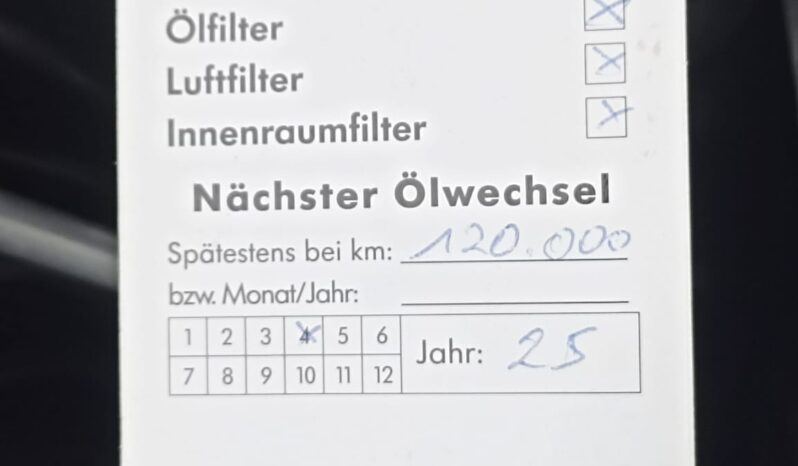 Ölfilter
Luftfilter
Innenraumfilter
Nächster Ölwechsel
Spätestens bei km: 120.000
bzw. Monat/Jahr:
1 2 3 4 5 6
Jahr: 25
7 8 9 10 11 12